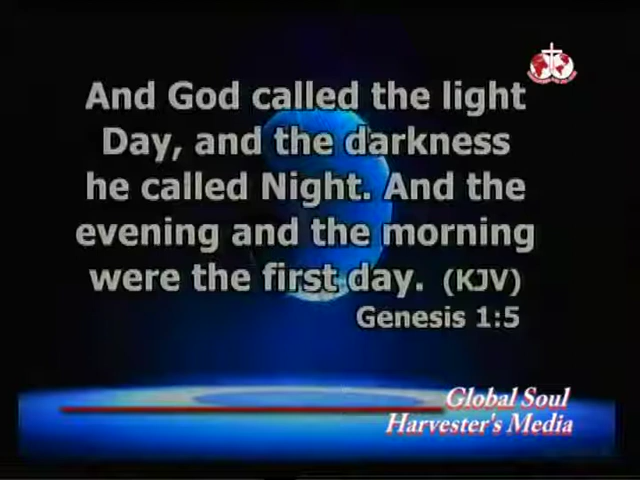 And God called the light
Day, and the darkness
he called Night. And the
evening and the morning
were the first day. (KJV)
Genesis 1:5
Global Soul
Harvester's Media